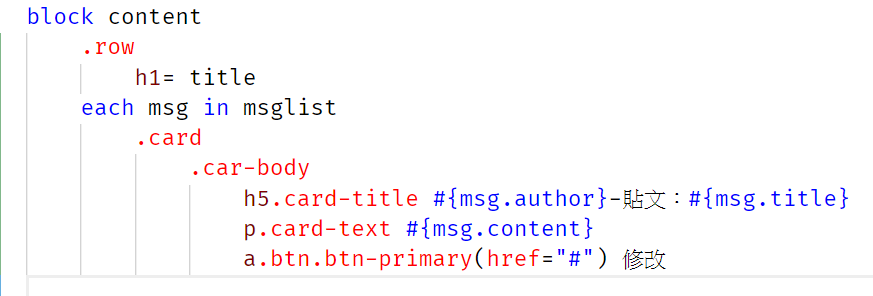 block content
.row
h1= title
each msg in msglist
.card
.car-body
h5.card-title #{msg.author}-貼文：#{msg.title}
p.card-text #{msg.content}
a.btn.btn-primary(href="#") 修改